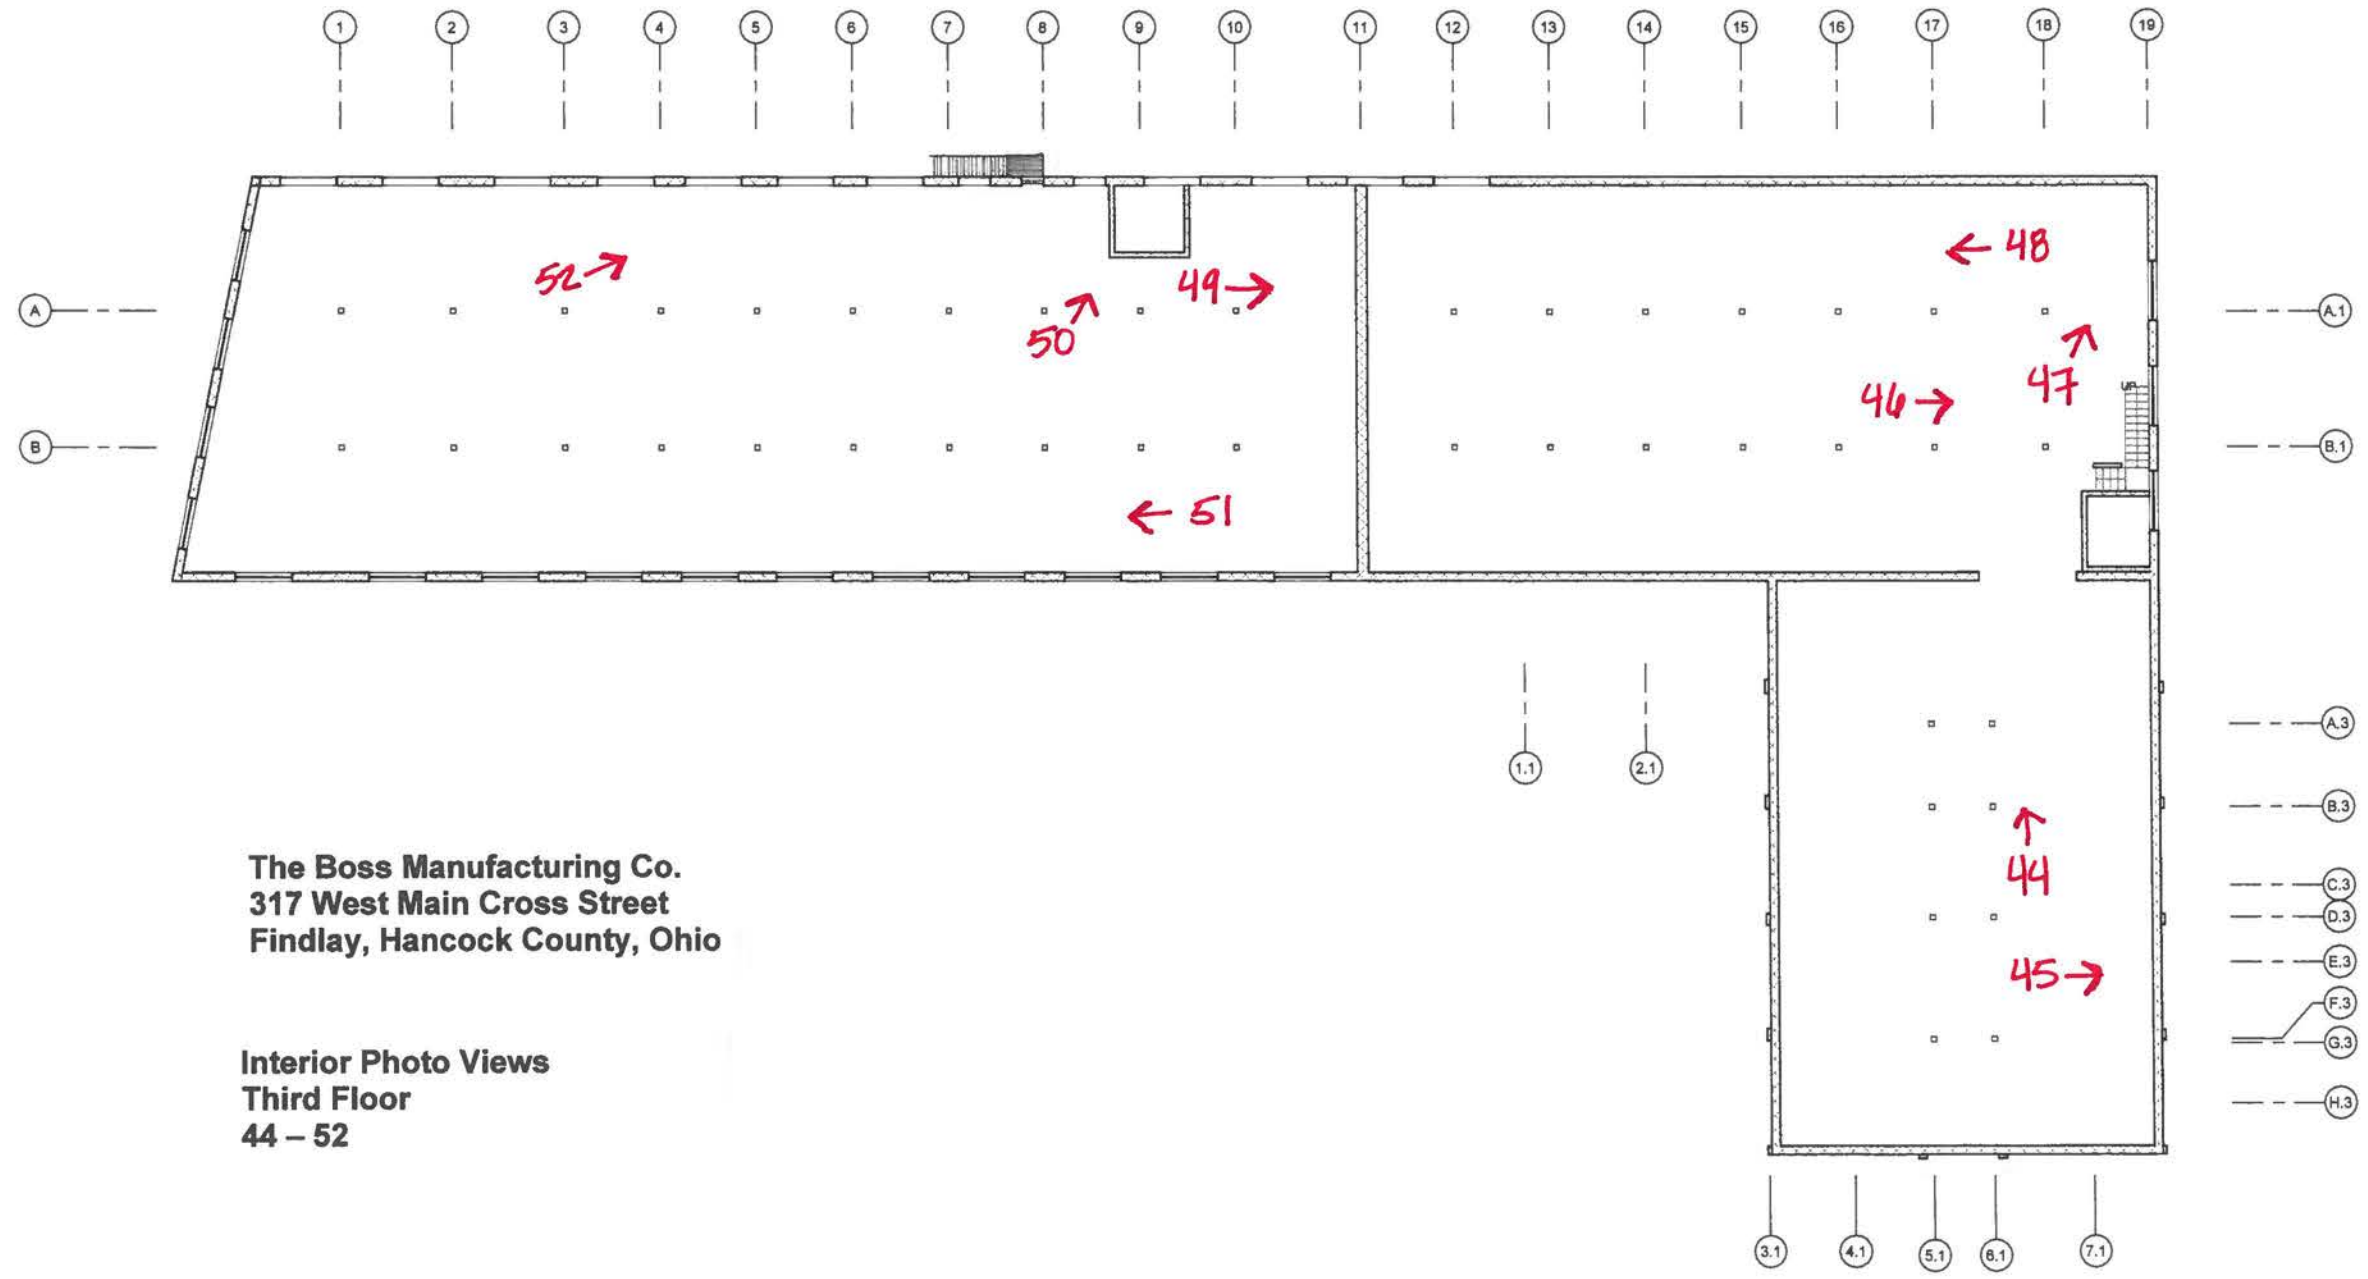 1 2 3 4 5 6 7 8 9 10 11 12 13 14 15 16 17 18 19
52 → 49 → ← 48
A A.1
50
47
UP
46 →
B B.1
← 51
A.3
1.1 2.1
B.3
44
The Boss Manufacturing Co.
317 West Main Cross Street
Findlay, Hancock County, Ohio
C.3
D.3
E.3
45 →
F.3
G.3
Interior Photo Views
Third Floor
44 – 52
H.3
3.1 4.1 5.1 6.1 7.1